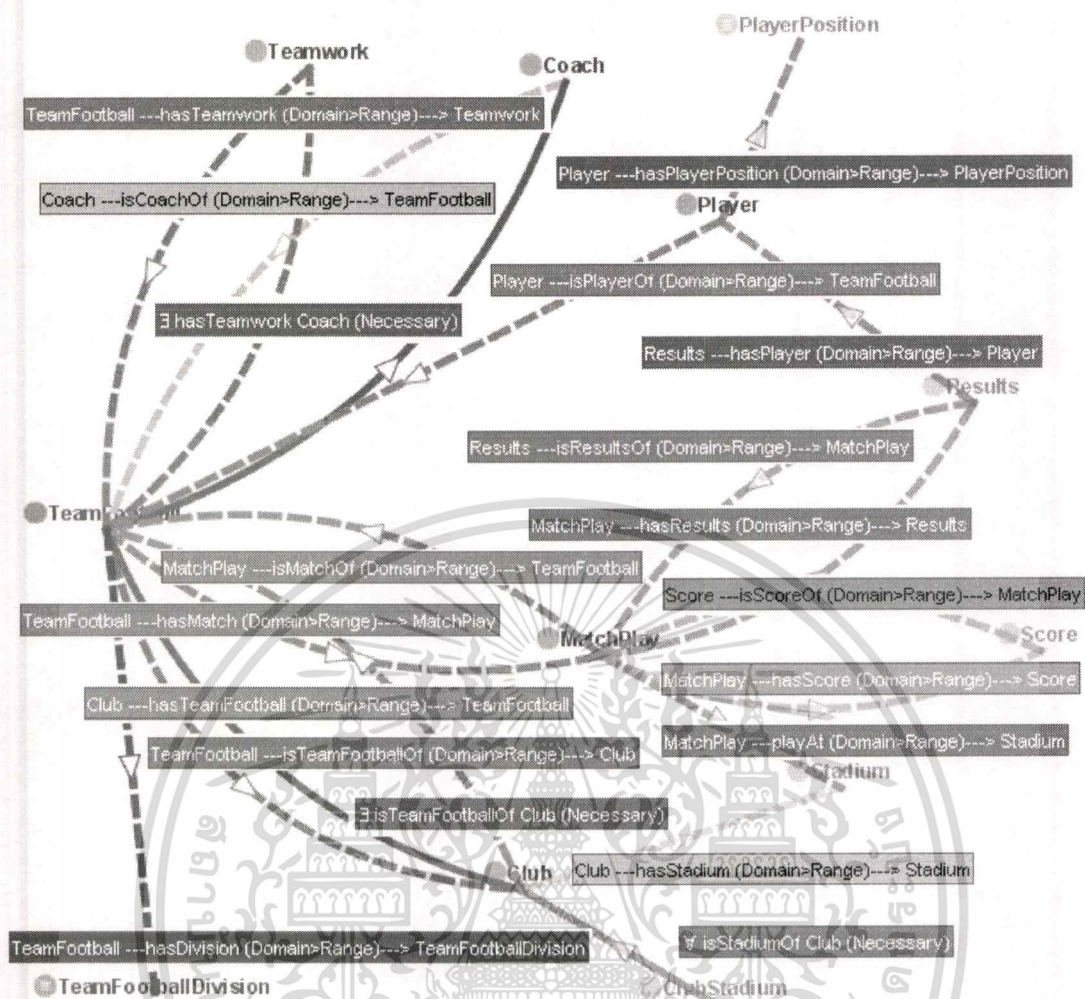 PlayerPosition
Teamwork
Coach
TeamFootball ---hasTeamwork (Domain>Range)---> Teamwork
Player ---hasPlayerPosition (Domain>Range)---> PlayerPosition
Coach ---isCoachOf (Domain>Range)---> TeamFootball
Player
Player ---isPlayerOf (Domain>Range)---> TeamFootball
∃ hasTeamwork Coach (Necessary)
Results ---hasPlayer (Domain>Range)---> Player
Results
Results ---isResultsOf (Domain>Range)---> MatchPlay
TeamFootball
MatchPlay ---hasResults (Domain>Range)---> Results
MatchPlay ---isMatchOf (Domain>Range)---> TeamFootball
Score ---isScoreOf (Domain>Range)---> MatchPlay
TeamFootball ---hasMatch (Domain>Range)---> MatchPlay
MatchPlay
Score
MatchPlay ---hasScore (Domain>Range)---> Score
Club ---hasTeamFootball (Domain>Range)---> TeamFootball
MatchPlay ---playAt (Domain>Range)---> Stadium
TeamFootball ---isTeamFootballOf (Domain>Range)---> Club
Stadium
∃ isTeamFootballOf Club (Necessary)
Club
Club ---hasStadium (Domain>Range)---> Stadium
TeamFootball ---hasDivision (Domain>Range)---> TeamFootballDivision
∀ isStadiumOf Club (Necessary)
TeamFootballDivision
ClubStadium